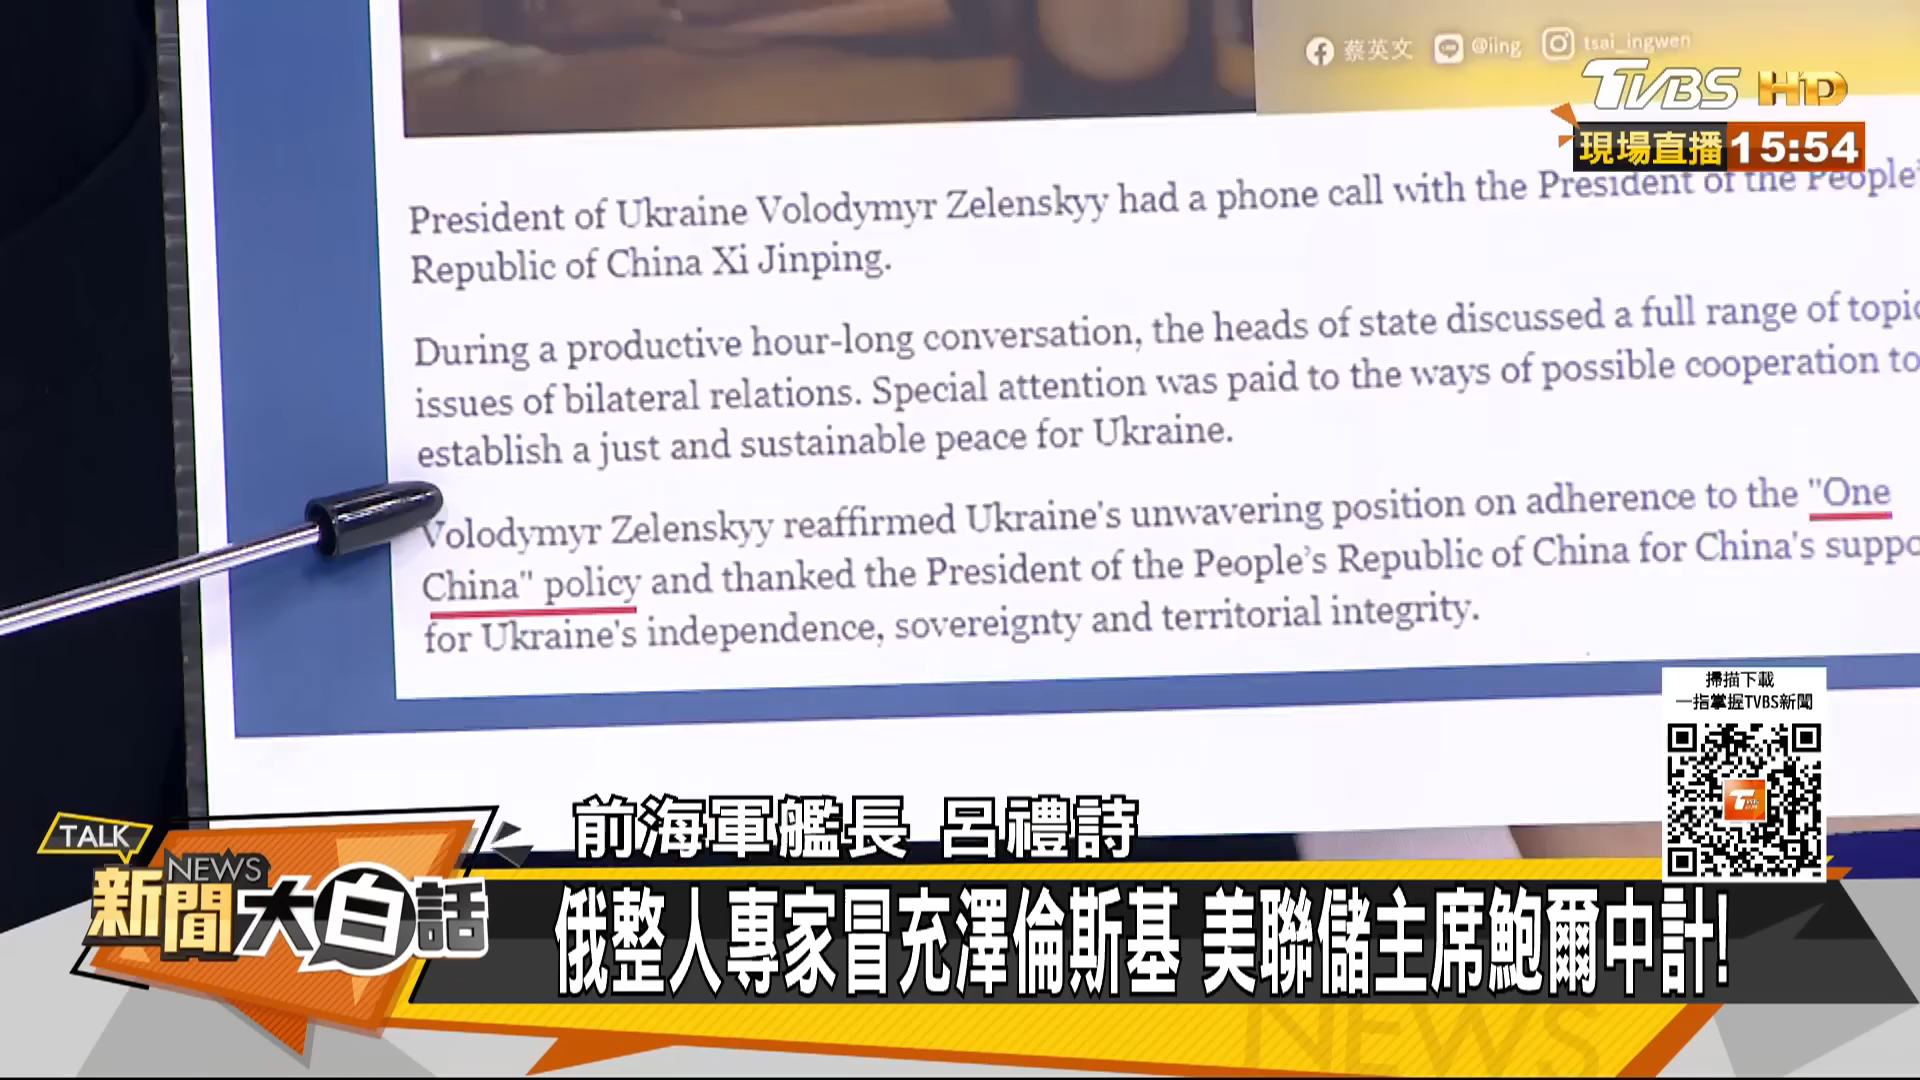 蔡英文 @iing tsai_ingwen
TVBS HD
現場直播 15:54
President of Ukraine Volodymyr Zelenskyy had a phone call with the President of the People'
Republic of China Xi Jinping.
During a productive hour-long conversation, the heads of state discussed a full range of topic
issues of bilateral relations. Special attention was paid to the ways of possible cooperation to
establish a just and sustainable peace for Ukraine.
Volodymyr Zelenskyy reaffirmed Ukraine's unwavering position on adherence to the "One
China" policy and thanked the President of the People's Republic of China for China's suppo
for Ukraine's independence, sovereignty and territorial integrity.
掃描下載
一指掌握TVBS新聞
TVBS
前海軍艦長 呂禮詩
TALK
NEWS
新聞大白話
俄整人專家冒充澤倫斯基 美聯儲主席鮑爾中計!
NEWS